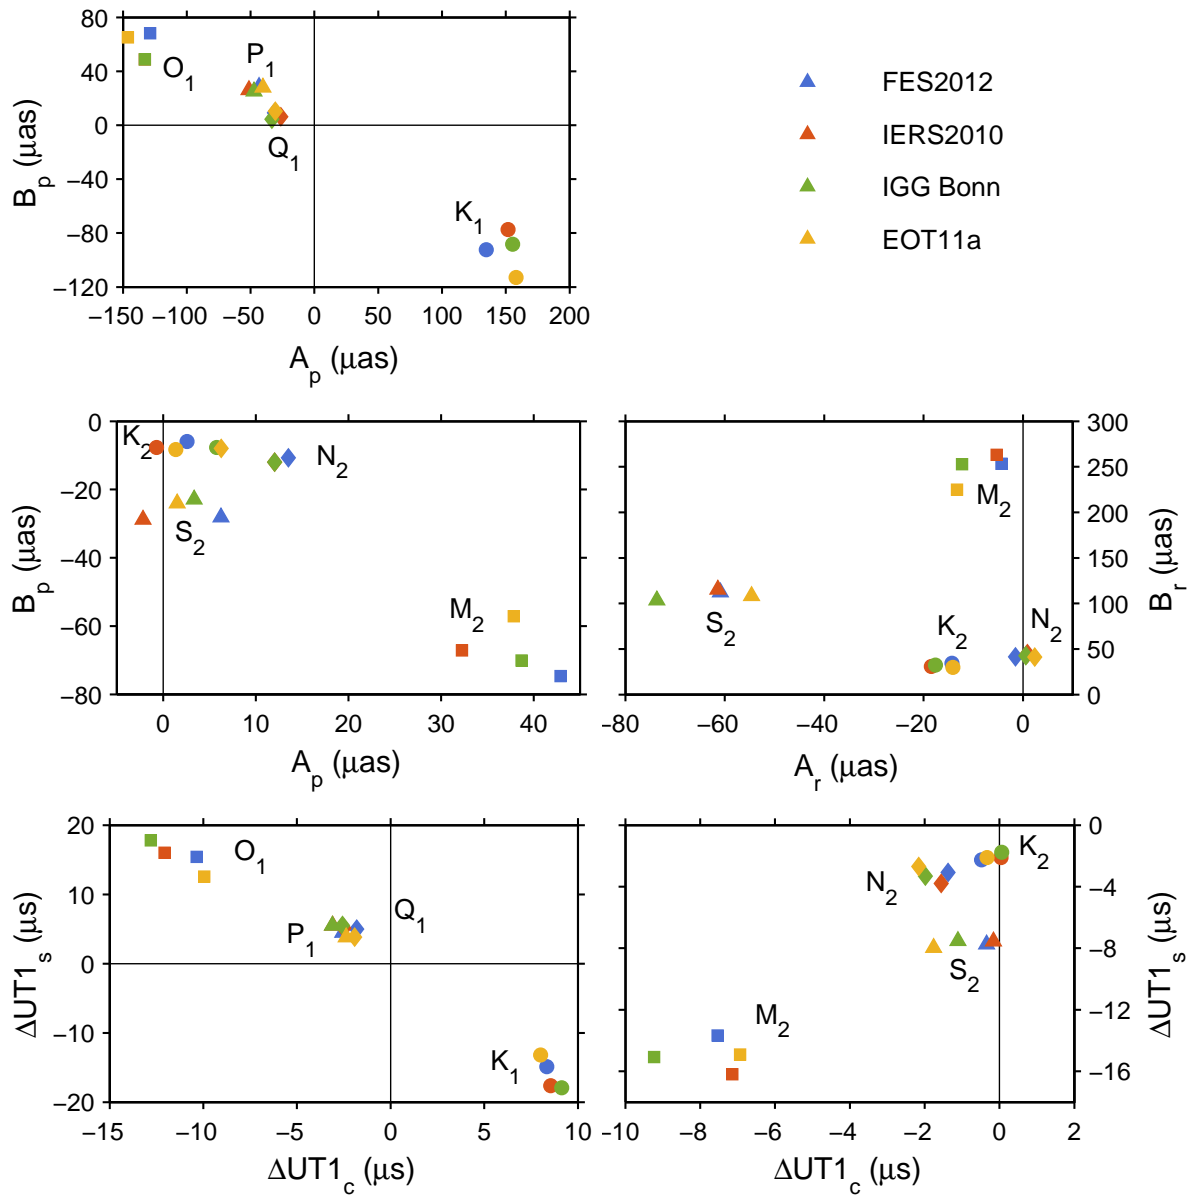 80
40
0
−40
−80
−120
B_p (μas)
O_1
P_1
Q_1
K_1
−150 −100 −50 0 50 100 150 200
A_p (μas)
FES2012
IERS2010
IGG Bonn
EOT11a
0
−20
−40
−60
−80
B_p (μas)
K_2
N_2
S_2
M_2
0 10 20 30 40
A_p (μas)
300
250
200
150
100
50
0
B_r (μas)
M_2
S_2
K_2
N_2
−80 −60 −40 −20 0
A_r (μas)
20
10
0
−10
−20
ΔUT1_s (μs)
O_1
Q_1
P_1
K_1
−15 −10 −5 0 5 10
ΔUT1_c (μs)
0
−4
−8
−12
−16
ΔUT1_s (μs)
K_2
N_2
S_2
M_2
−10 −8 −6 −4 −2 0 2
ΔUT1_c (μs)